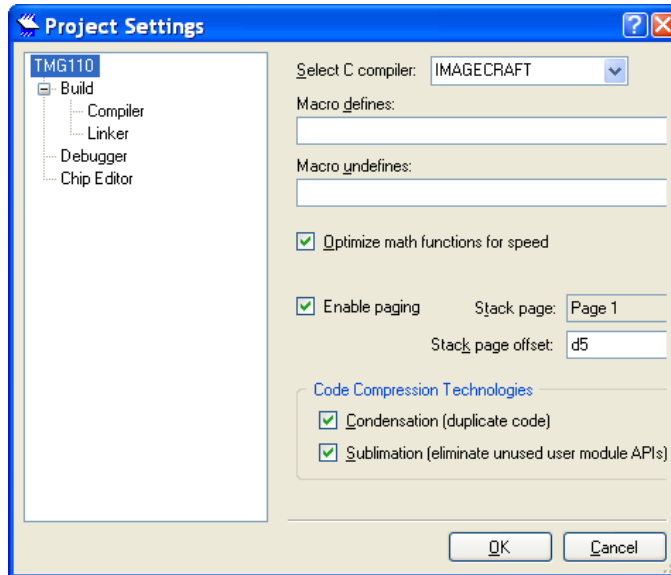 Project Settings
TMG110
Build
Compiler
Linker
Debugger
Chip Editor
Select C compiler: IMAGECRAFT
Macro defines:
Macro undefines:
Optimize math functions for speed
Enable paging Stack page: Page 1
Stack page offset: d5
Code Compression Technologies
Condensation (duplicate code)
Sublimation (eliminate unused user module APIs)
OK Cancel